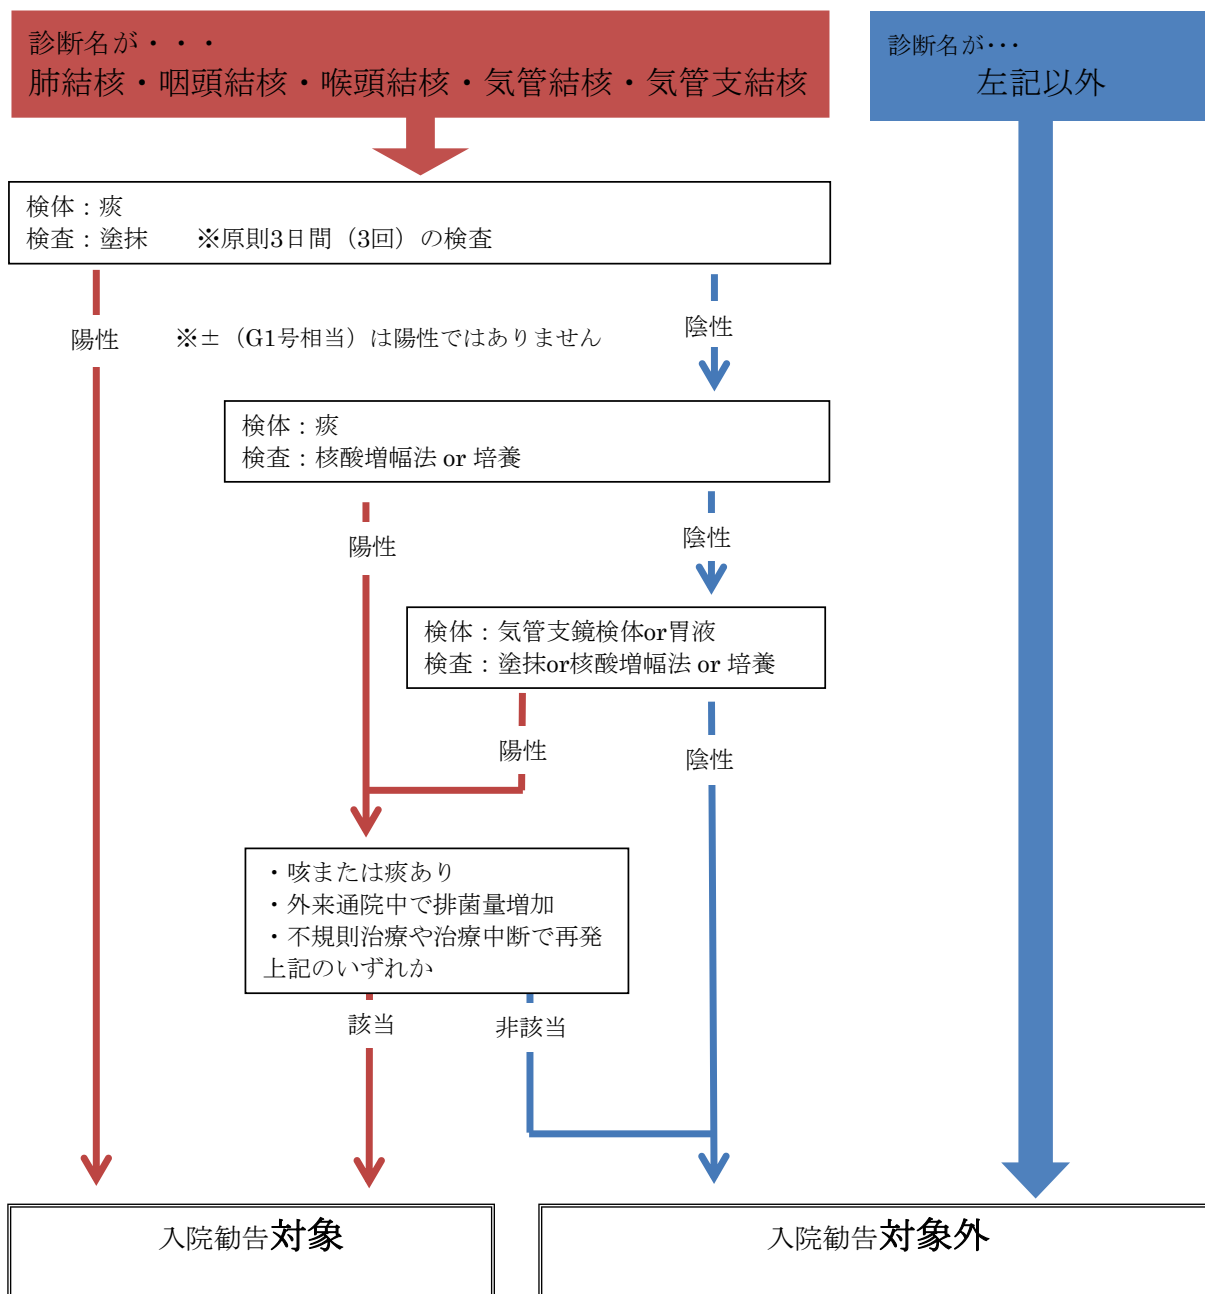 診断名が・・・
肺結核・咽頭結核・喉頭結核・気管結核・気管支結核
診断名が･･･
左記以外
検体：痰
検査：塗抹　　※原則3日間（3回）の検査
陽性
※±（G1号相当）は陽性ではありません
陰性
検体：痰
検査：核酸増幅法 or 培養
陽性
陰性
検体：気管支鏡検体or胃液
検査：塗抹or核酸増幅法 or 培養
陽性
陰性
・咳または痰あり
・外来通院中で排菌量増加
・不規則治療や治療中断で再発
上記のいずれか
該当
非該当
入院勧告対象
入院勧告対象外